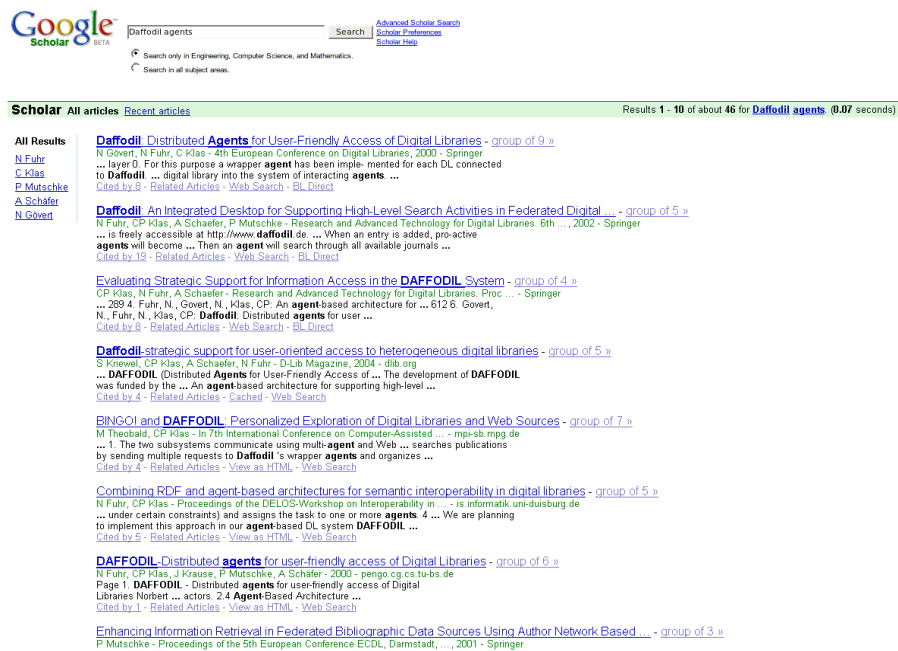 Google™
Scholar BETA
Daffodil agents
Search
Advanced Scholar Search
Scholar Preferences
Scholar Help
Search only in Engineering, Computer Science, and Mathematics.
Search in all subject areas.
Scholar All articles Recent articles
Results 1 - 10 of about 46 for Daffodil agents. (0.07 seconds)
All Results
N Fuhr
C Klas
P Mutschke
A Schäfer
N Gövert
Daffodil: Distributed Agents for User-Friendly Access of Digital Libraries - group of 9 »
N Gövert, N Fuhr, C Klas - 4th European Conference on Digital Libraries, 2000 - Springer
... layer 0. For this purpose a wrapper agent has been imple- mented for each DL connected
to Daffodil. ... digital library into the system of interacting agents. ...
Cited by 8 - Related Articles - Web Search - BL Direct
Daffodil: An Integrated Desktop for Supporting High-Level Search Activities in Federated Digital ... - group of 5 »
N Fuhr, CP Klas, A Schaefer, P Mutschke - Research and Advanced Technology for Digital Libraries. 6th ..., 2002 - Springer
... is freely accessible at http://www.daffodil.de. ... When an entry is added, pro-active
agents will become ... Then an agent will search through all available journals ...
Cited by 19 - Related Articles - Web Search - BL Direct
Evaluating Strategic Support for Information Access in the DAFFODIL System - group of 4 »
CP Klas, N Fuhr, A Schaefer - Research and Advanced Technology for Digital Libraries. Proc ... - Springer
... 289 4. Fuhr, N., Govert, N., Klas, CP: An agent-based architecture for ... 612 6. Govert,
N., Fuhr, N., Klas, CP: Daffodil: Distributed agents for user ...
Cited by 8 - Related Articles - Web Search - BL Direct
Daffodil-strategic support for user-oriented access to heterogeneous digital libraries - group of 5 »
S Kriewel, CP Klas, A Schaefer, N Fuhr - D-Lib Magazine, 2004 - dlib.org
... DAFFODIL (Distributed Agents for User-Friendly Access of ... The development of DAFFODIL
was funded by the ... An agent-based architecture for supporting high-level ...
Cited by 4 - Related Articles - Cached - Web Search
BINGO! and DAFFODIL: Personalized Exploration of Digital Libraries and Web Sources - group of 7 »
M Theobald, CP Klas - In 7th International Conference on Computer-Assisted ... - mpi-sb.mpg.de
... 1. The two subsystems communicate using multi-agent and Web ... searches publications
by sending multiple requests to Daffodil 's wrapper agents and organizes ...
Cited by 4 - Related Articles - View as HTML - Web Search
Combining RDF and agent-based architectures for semantic interoperability in digital libraries - group of 5 »
N Fuhr, CP Klas - Proceedings of the DELOS-Workshop on Interoperability in ... - is.informatik.uni-duisburg.de
... under certain constraints) and assigns the task to one or more agents. 4 ... We are planning
to implement this approach in our agent-based DL system DAFFODIL ...
Cited by 5 - Related Articles - View as HTML - Web Search
DAFFODIL-Distributed agents for user-friendly access of Digital Libraries - group of 6 »
N Fuhr, CP Klas, J Krause, P Mutschke, A Schäfer - 2000 - pengo.cg.cs.tu-bs.de
Page 1. DAFFODIL - Distributed agents for user-friendly access of Digital
Libraries Norbert ... actors. 2.4 Agent-Based Architecture ...
Cited by 1 - Related Articles - View as HTML - Web Search
Enhancing Information Retrieval in Federated Bibliographic Data Sources Using Author Network Based ... - group of 3 »
P Mutschke - Proceedings of the 5th European Conference ECDL, Darmstadt, ..., 2001 - Springer